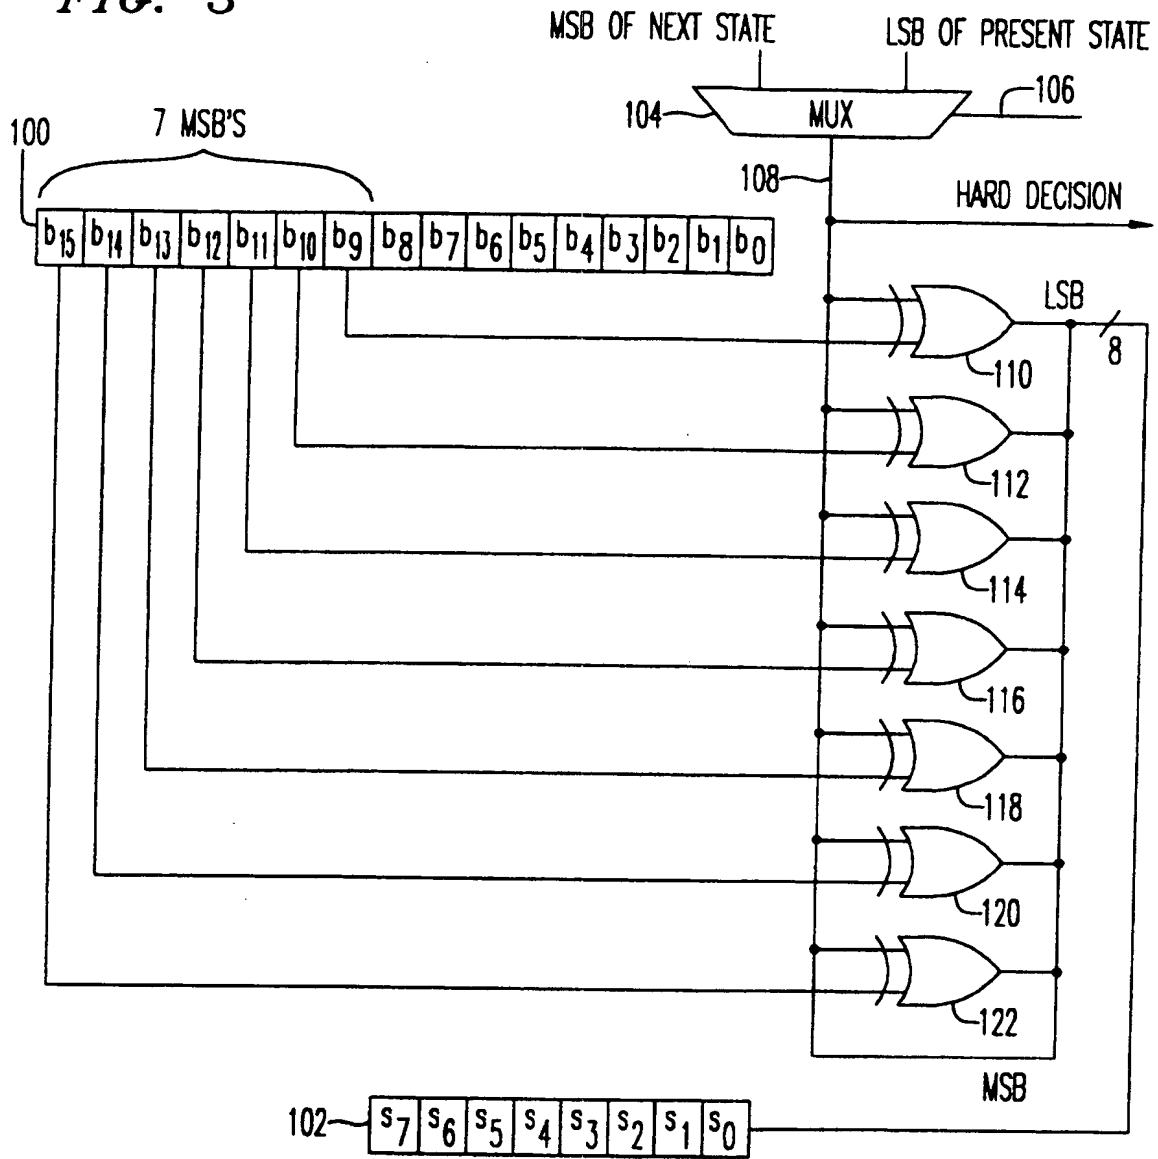 FIG. 3
MSB OF NEXT STATE
LSB OF PRESENT STATE
MUX
104
106
108
100
7 MSB'S
HARD DECISION
b15 b14 b13 b12 b11 b10 b9 b8 b7 b6 b5 b4 b3 b2 b1 b0
LSB
8
110
112
114
116
118
120
122
MSB
102
s7 s6 s5 s4 s3 s2 s1 s0